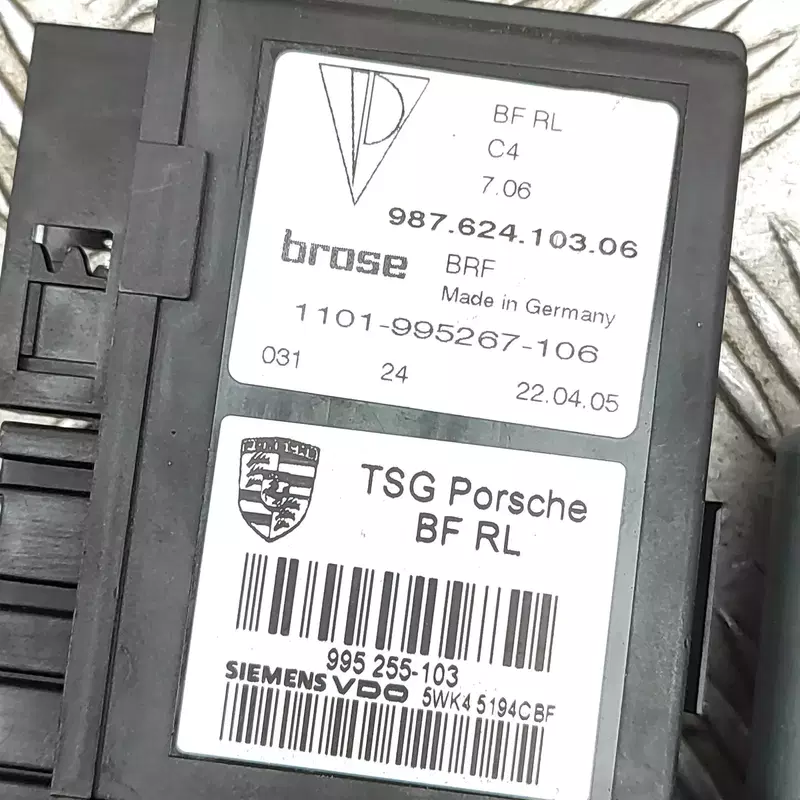 BF RL
C4
7.06
987.624.103.06
brose BRF
Made in Germany
1101-995267-106
031 24 22.04.05
PORSCHE
TSG Porsche
BF RL
995 255-103
SIEMENS VDO 5WK4 5194CBF